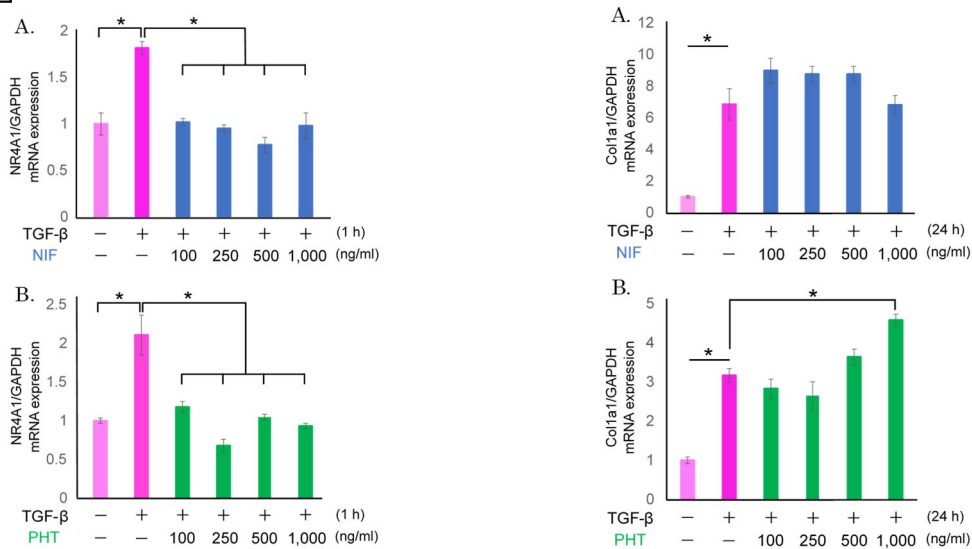 A.
NR4A1/GAPDH
mRNA expression
2
1.5
1
0.5
0
* *
TGF-β − + + + + + (1 h)
NIF − − 100 250 500 1,000 (ng/ml)
A.
Col1a1/GAPDH
mRNA expression
12
10
8
6
4
2
0
*
TGF-β − + + + + + (24 h)
NIF − − 100 250 500 1,000 (ng/ml)
B.
NR4A1/GAPDH
mRNA expression
2.5
2
1.5
1
0.5
0
* *
TGF-β − + + + + + (1 h)
PHT − − 100 250 500 1,000 (ng/ml)
B.
Col1a1/GAPDH
mRNA expression
5
4
3
2
1
0
* *
TGF-β − + + + + + (24 h)
PHT − − 100 250 500 1,000 (ng/ml)